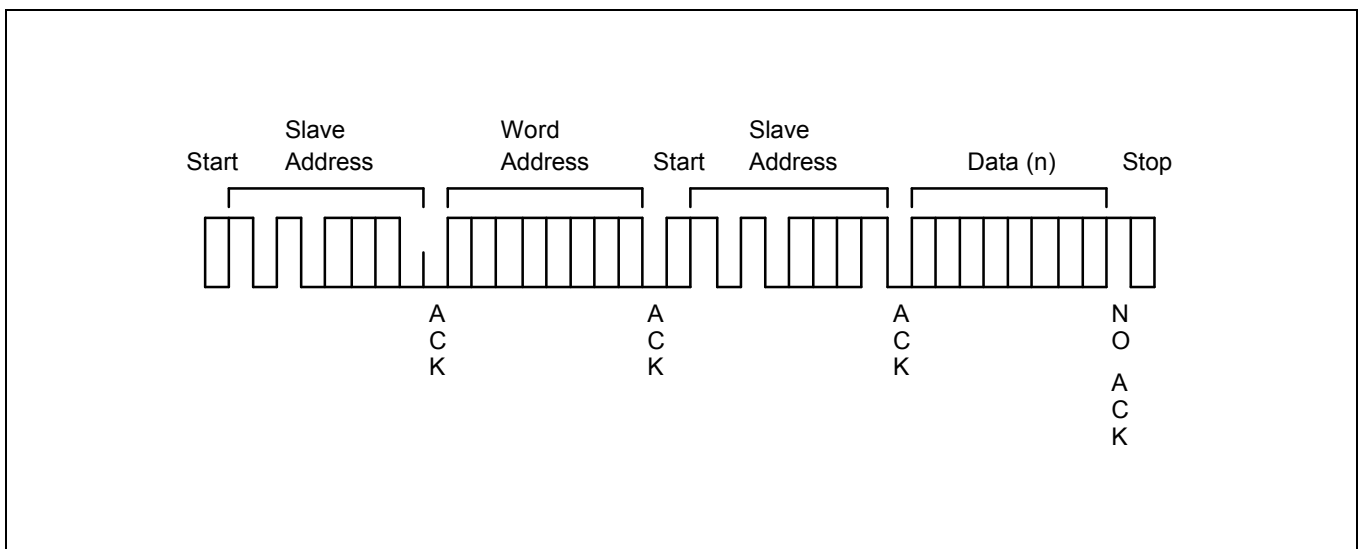 Slave Word Slave
Start Address Address Start Address Data (n) Stop
A A A N
C C C O
K K K
A
C
K